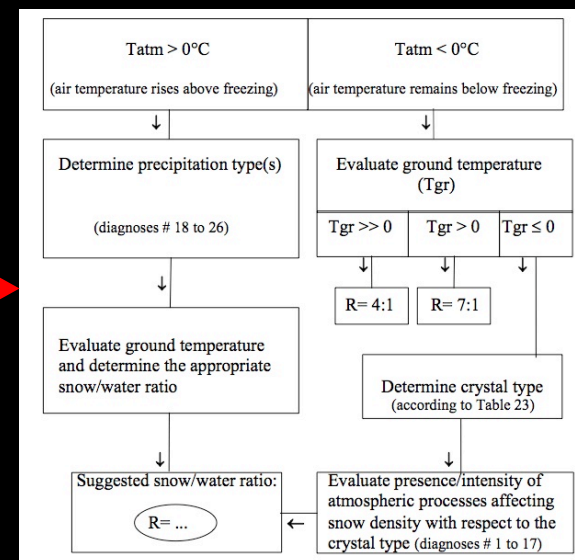 Tatm > 0°C
(air temperature rises above freezing)
Tatm < 0°C
(air temperature remains below freezing)
Determine precipitation type(s)
(diagnoses # 18 to 26)
Evaluate ground temperature
(Tgr)
Tgr >> 0
Tgr > 0
Tgr ≤ 0
R= 4:1
R= 7:1
Evaluate ground temperature
and determine the appropriate
snow/water ratio
Determine crystal type
(according to Table 23)
Suggested snow/water ratio:
R= ...
Evaluate presence/intensity of
atmospheric processes affecting
snow density with respect to the
crystal type (diagnoses # 1 to 17)